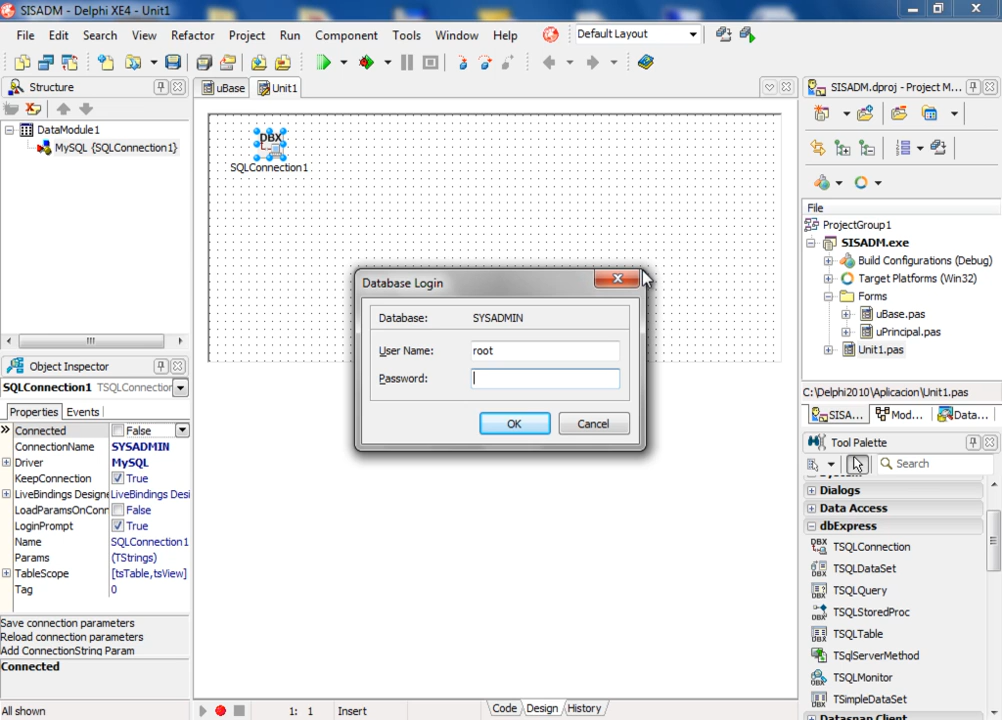 SISADM - Delphi XE4 - Unit1
File Edit Search View Refactor Project Run Component Tools Window Help
Default Layout
Structure
DataModule1
MySQL {SQLConnection1}
uBase Unit1
DBX
SQLConnection1
Database Login
Database: SYSADMIN
User Name: root
Password:
OK Cancel
Object Inspector
SQLConnection1 TSQLConnection
Properties Events
Connected False
ConnectionName SYSADMIN
Driver MySQL
KeepConnection True
LiveBindings Designe LiveBindings Desi
LoadParamsOnConn False
LoginPrompt True
Name SQLConnection1
Params (TStrings)
TableScope [tsTable,tsView]
Tag 0
Save connection parameters
Reload connection parameters
Add ConnectionString Param
Connected
All shown
1: 1 Insert
Code Design History
SISADM.dproj - Project M...
File
ProjectGroup1
SISADM.exe
Build Configurations (Debug)
Target Platforms (Win32)
Forms
uBase.pas
uPrincipal.pas
Unit1.pas
C:\Delphi2010\Aplicacion\Unit1.pas
SISA... Mod... Data...
Tool Palette
Search
Dialogs
Data Access
dbExpress
TSQLConnection
TSQLDataSet
TSQLQuery
TSQLStoredProc
TSQLTable
TSqlServerMethod
TSQLMonitor
TSimpleDataSet
Datasnap Client